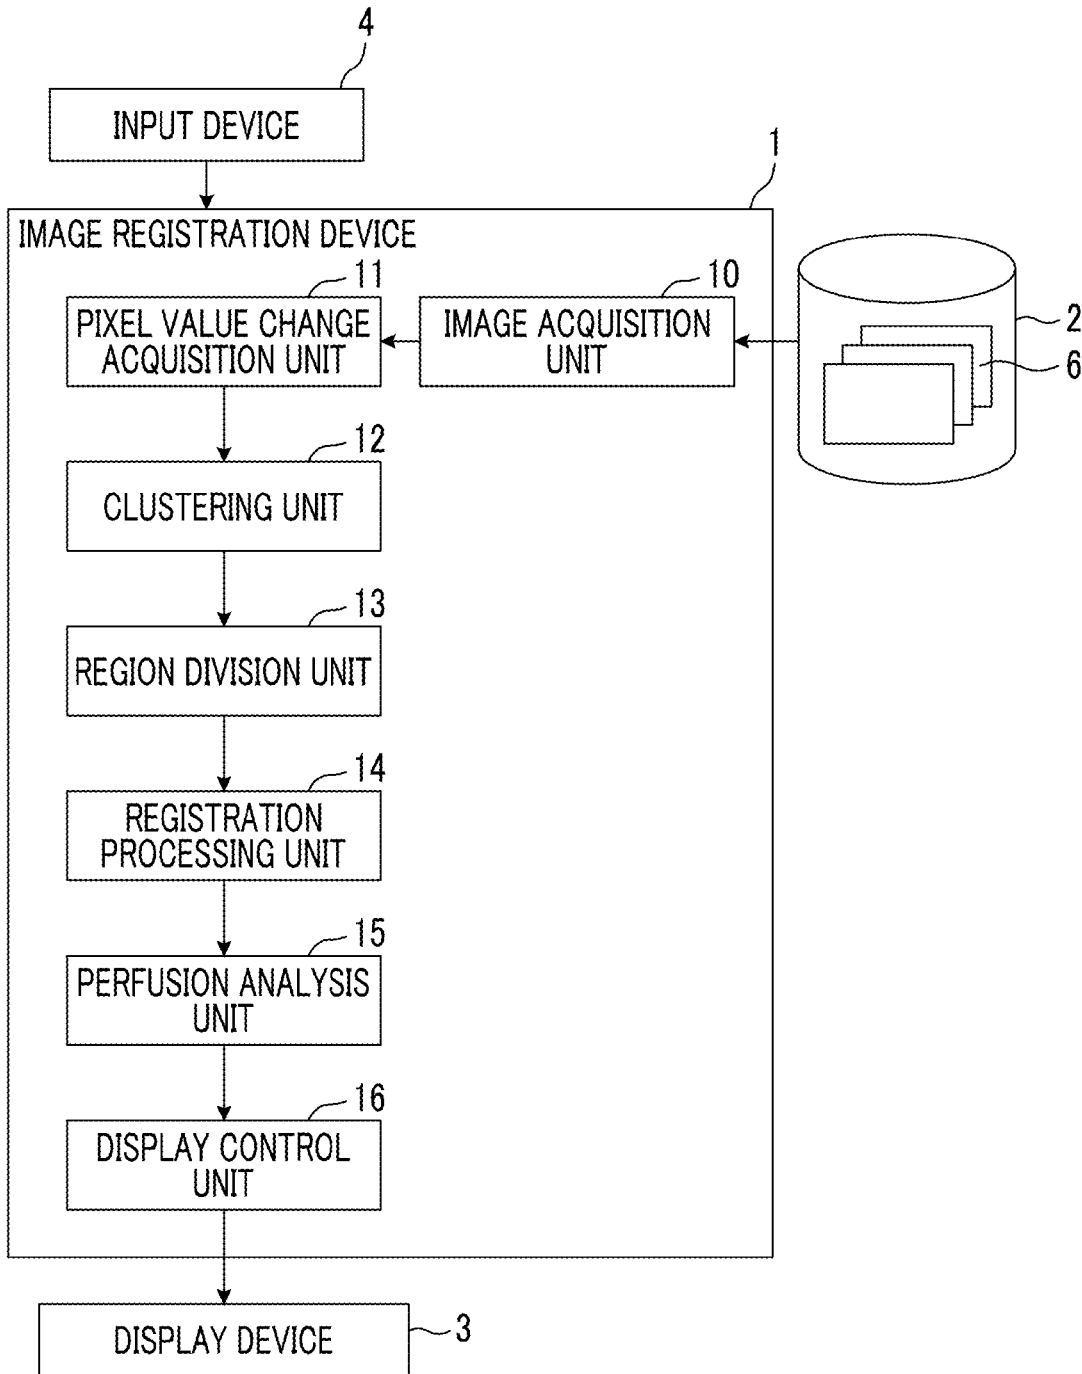 4
INPUT DEVICE
1
IMAGE REGISTRATION DEVICE
11
10
PIXEL VALUE CHANGE
ACQUISITION UNIT
IMAGE ACQUISITION
UNIT
2
6
12
CLUSTERING UNIT
13
REGION DIVISION UNIT
14
REGISTRATION
PROCESSING UNIT
15
PERFUSION ANALYSIS
UNIT
16
DISPLAY CONTROL
UNIT
DISPLAY DEVICE
3